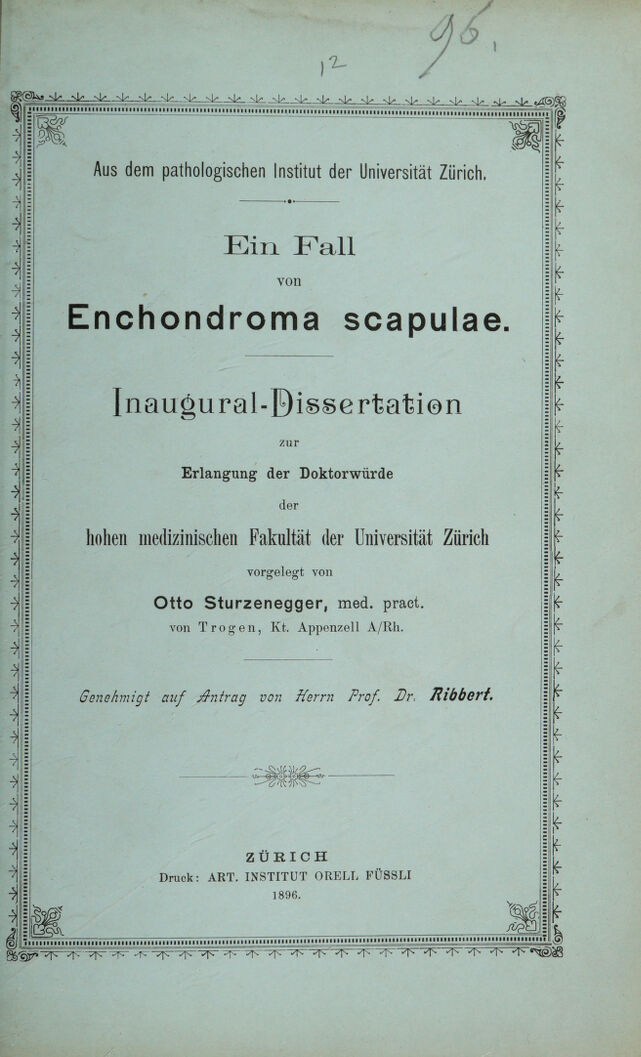 12 96.
Aus dem pathologischen Institut der Universität Zürich.
Ein Fall
von
Enchondroma scapulae.
Inaugural-Dissertation
zur
Erlangung der Doktorwürde
der
hohen medizinischen Fakultät der Universität Zürich
vorgelegt von
Otto Sturzenegger, med. pract.
von Trogen, Kt. Appenzell A/Rh.
Genehmigt auf Antrag von Herrn Prof. Dr. Ribbert.
ZÜRICH
Druck: ART. INSTITUT ORELL FÜSSLI
1896.